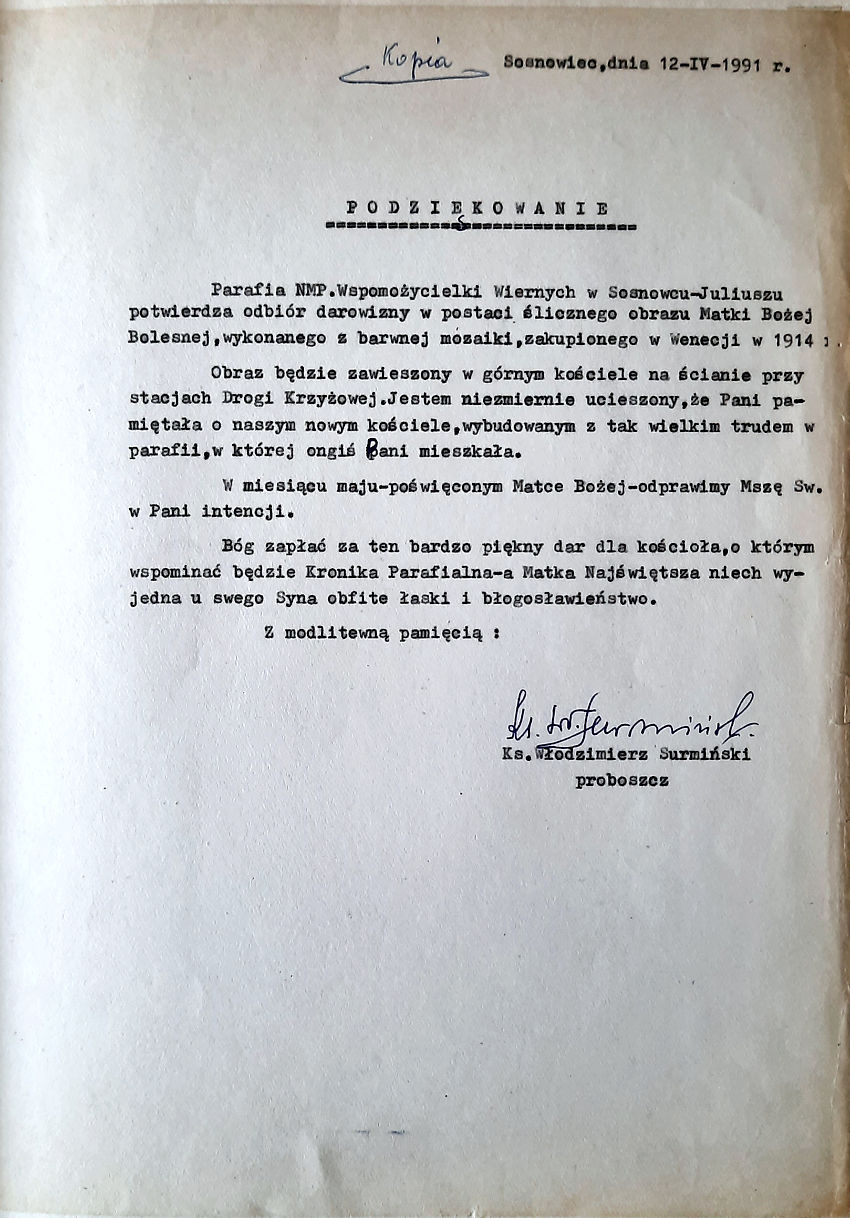 Kopia
Sosnowiec,dnia 12-IV-1991 r.
PODZIĘKOWANIE
Parafia NMP.Wspomożycielki Wiernych w Sosnowcu-Juliuszu
potwierdza odbiór darowizny w postaci ślicznego obrazu Matki Bożej
Bolesnej,wykonanego z barwnej mozaiki,zakupionego w Wenecji w 1914 r.
Obraz będzie zawieszony w górnym kościele na ścianie przy
stacjach Drogi Krzyżowej.Jestem niezmiernie ucieszony,że Pani pa-
miętała o naszym nowym kościele,wybudowanym z tak wielkim trudem w
parafii,w której ongiś Pani mieszkała.
W miesiącu maju-poświęconym Matce Bożej-odprawimy Mszę Sw.
w Pani intencji.
Bóg zapłać za ten bardzo piękny dar dla kościoła,o którym
wspominać będzie Kronika Parafialna-a Matka Najświętsza niech wy-
jedna u swego Syna obfite łaski i błogosławieństwo.
Z modlitewną pamięcią :
Ks. Wł. Surmiński
Ks.Włodzimierz Surmiński
proboszcz